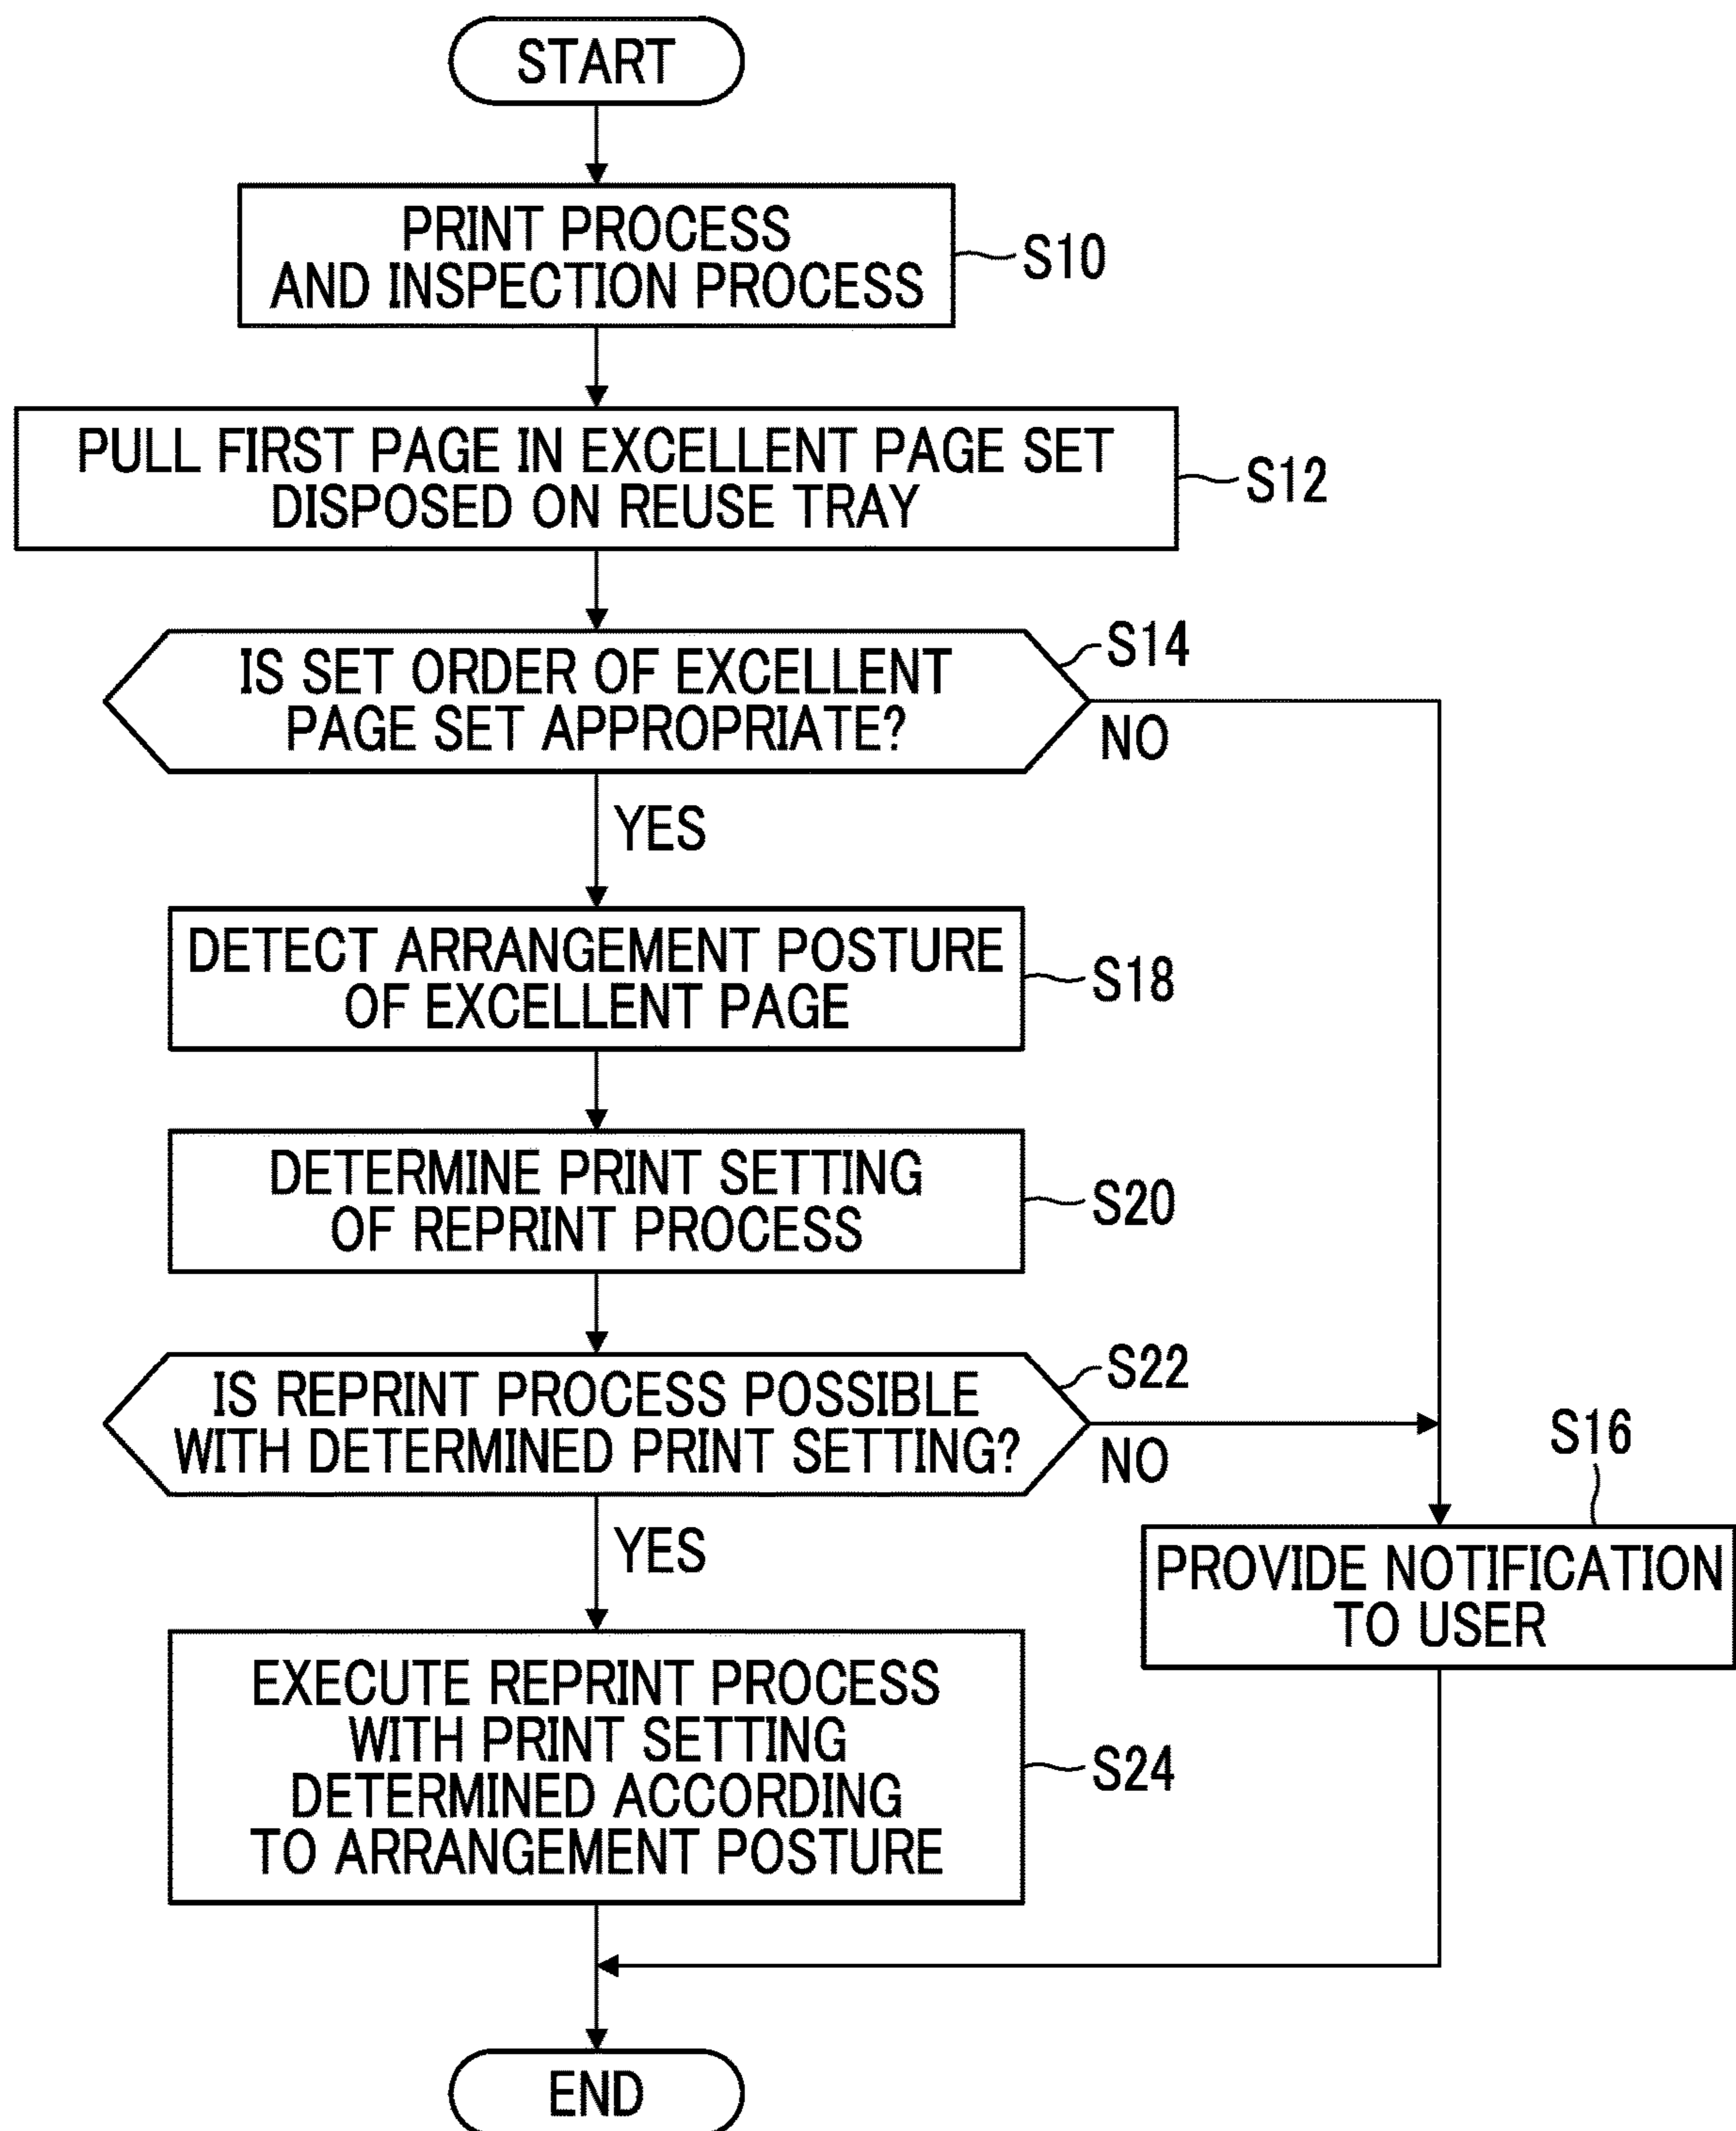 START
PRINT PROCESS
AND INSPECTION PROCESS
S10
PULL FIRST PAGE IN EXCELLENT PAGE SET
DISPOSED ON REUSE TRAY
S12
IS SET ORDER OF EXCELLENT
PAGE SET APPROPRIATE?
S14
NO
YES
DETECT ARRANGEMENT POSTURE
OF EXCELLENT PAGE
S18
DETERMINE PRINT SETTING
OF REPRINT PROCESS
S20
IS REPRINT PROCESS POSSIBLE
WITH DETERMINED PRINT SETTING?
S22
NO
YES
S16
PROVIDE NOTIFICATION
TO USER
EXECUTE REPRINT PROCESS
WITH PRINT SETTING
DETERMINED ACCORDING
TO ARRANGEMENT POSTURE
S24
END